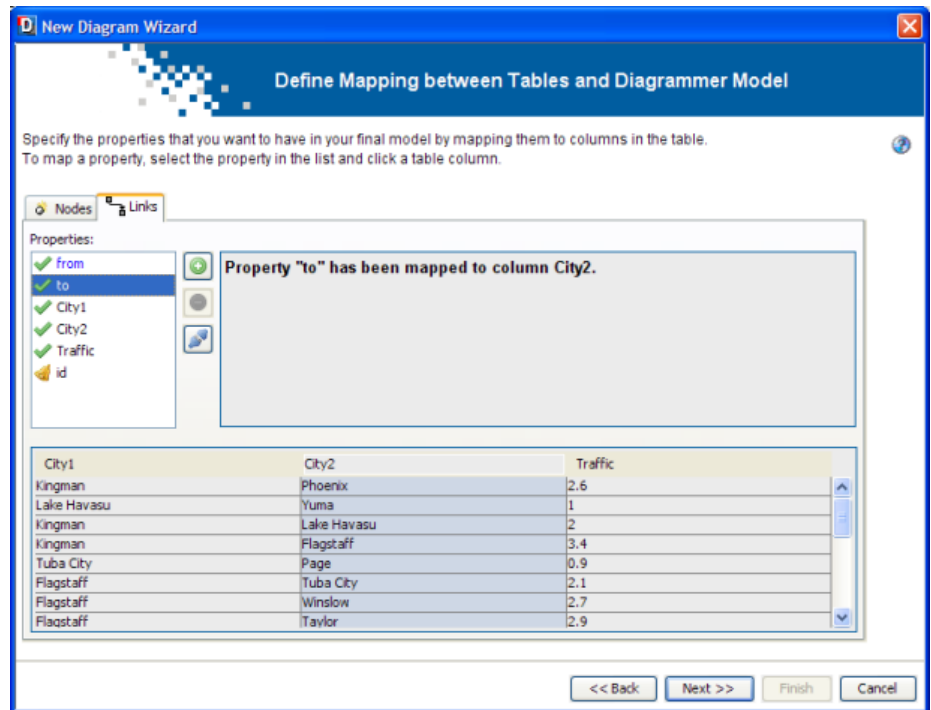 D New Diagram Wizard
Define Mapping between Tables and Diagrammer Model
Specify the properties that you want to have in your final model by mapping them to columns in the table.
To map a property, select the property in the list and click a table column.
Nodes Links
Properties:
from
to
City1
City2
Traffic
id
Property "to" has been mapped to column City2.
City1 City2 Traffic
Kingman Phoenix 2.6
Lake Havasu Yuma 1
Kingman Lake Havasu 2
Kingman Flagstaff 3.4
Tuba City Page 0.9
Flagstaff Tuba City 2.1
Flagstaff Winslow 2.7
Flagstaff Taylor 2.9
<< Back Next >> Finish Cancel